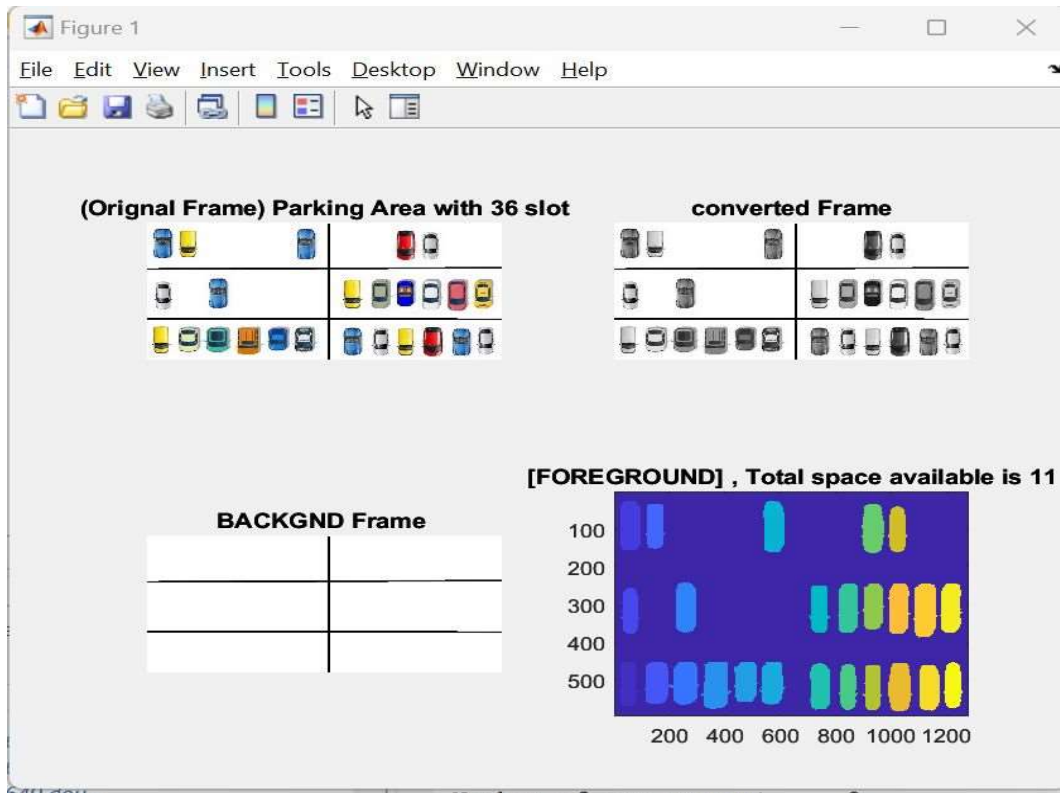 Figure 1
File Edit View Insert Tools Desktop Window Help
(Orignal Frame) Parking Area with 36 slot
converted Frame
BACKGND Frame
[FOREGROUND] , Total space available is 11
100
200
300
400
500
200 400 600 800 1000 1200